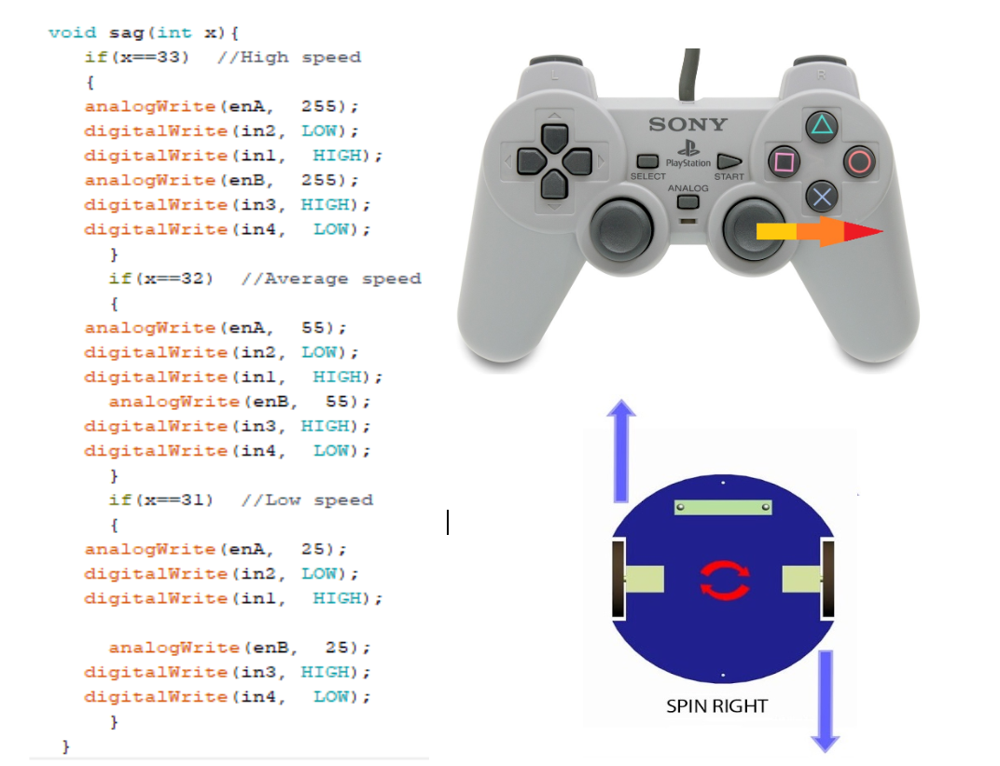 void sag(int x){
if(x==33)  //High speed
{
analogWrite(enA,  255);
digitalWrite(in2, LOW);
digitalWrite(in1,  HIGH);
analogWrite(enB,  255);
digitalWrite(in3, HIGH);
digitalWrite(in4,  LOW);
}
if(x==32)  //Average speed
{
analogWrite(enA,  55);
digitalWrite(in2, LOW);
digitalWrite(in1,  HIGH);
analogWrite(enB,  55);
digitalWrite(in3, HIGH);
digitalWrite(in4,  LOW);
}
if(x==31)  //Low speed
{
analogWrite(enA,  25);
digitalWrite(in2, LOW);
digitalWrite(in1,  HIGH);
analogWrite(enB,  25);
digitalWrite(in3, HIGH);
digitalWrite(in4,  LOW);
}
}
L
R
SONY
PlayStation
SELECT
START
ANALOG
SPIN RIGHT